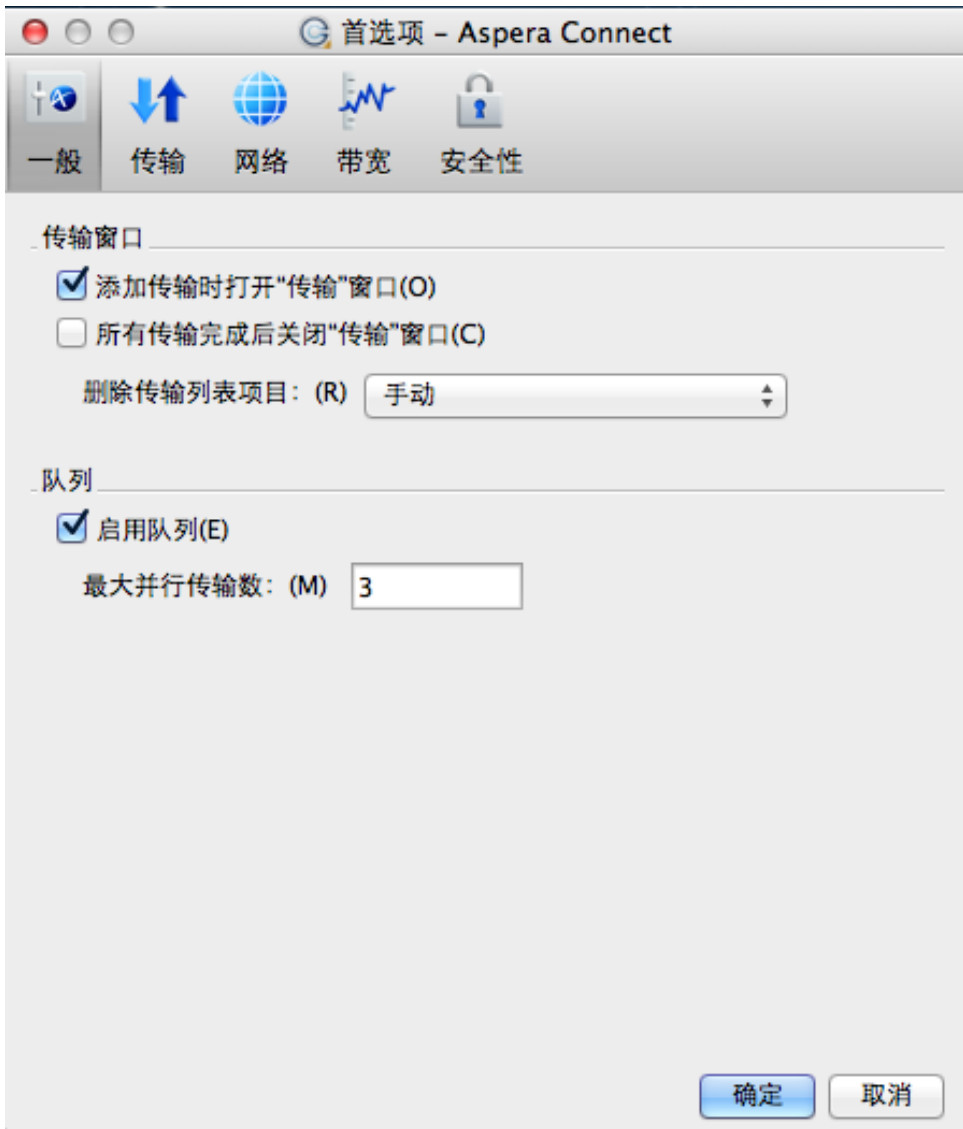 首选项 – Aspera Connect
一般 传输 网络 带宽 安全性
传输窗口
添加传输时打开“传输”窗口(O)
所有传输完成后关闭“传输”窗口(C)
删除传输列表项目：(R) 手动
队列
启用队列(E)
最大并行传输数：(M) 3
确定 取消